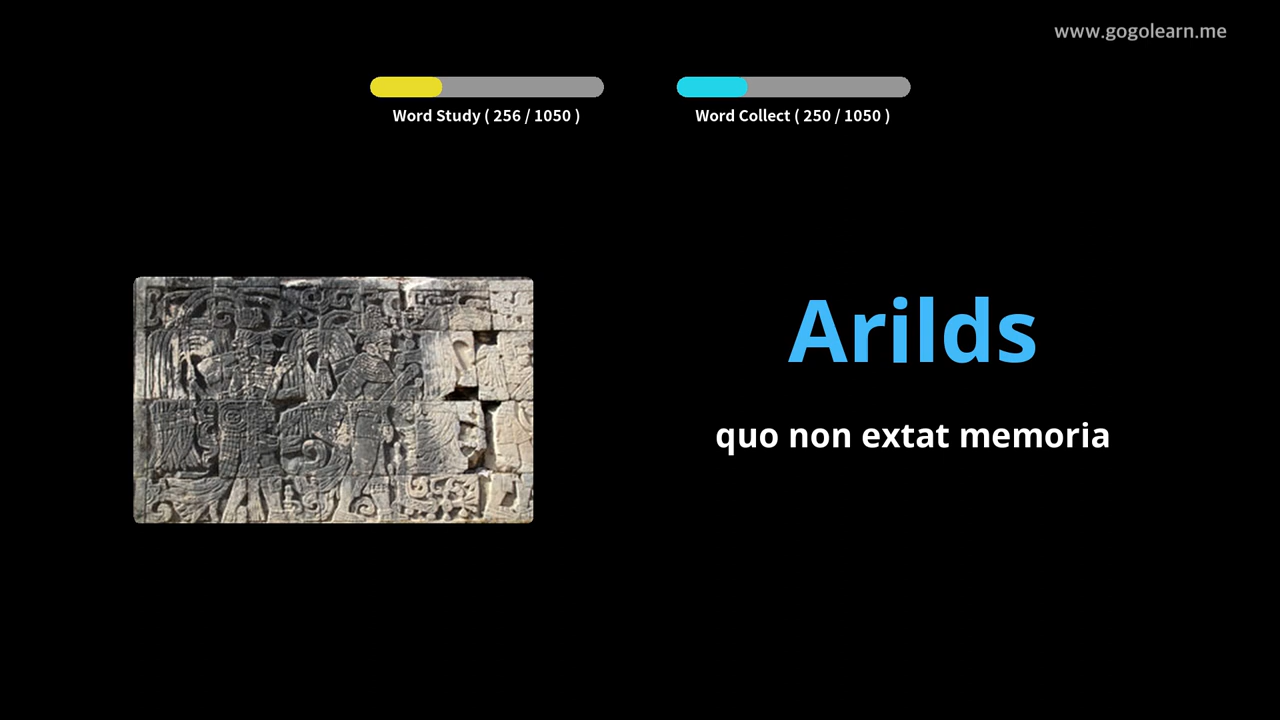 www.gogolearn.me
Word Study ( 256 / 1050 )
Word Collect ( 250 / 1050 )
Arilds
quo non extat memoria